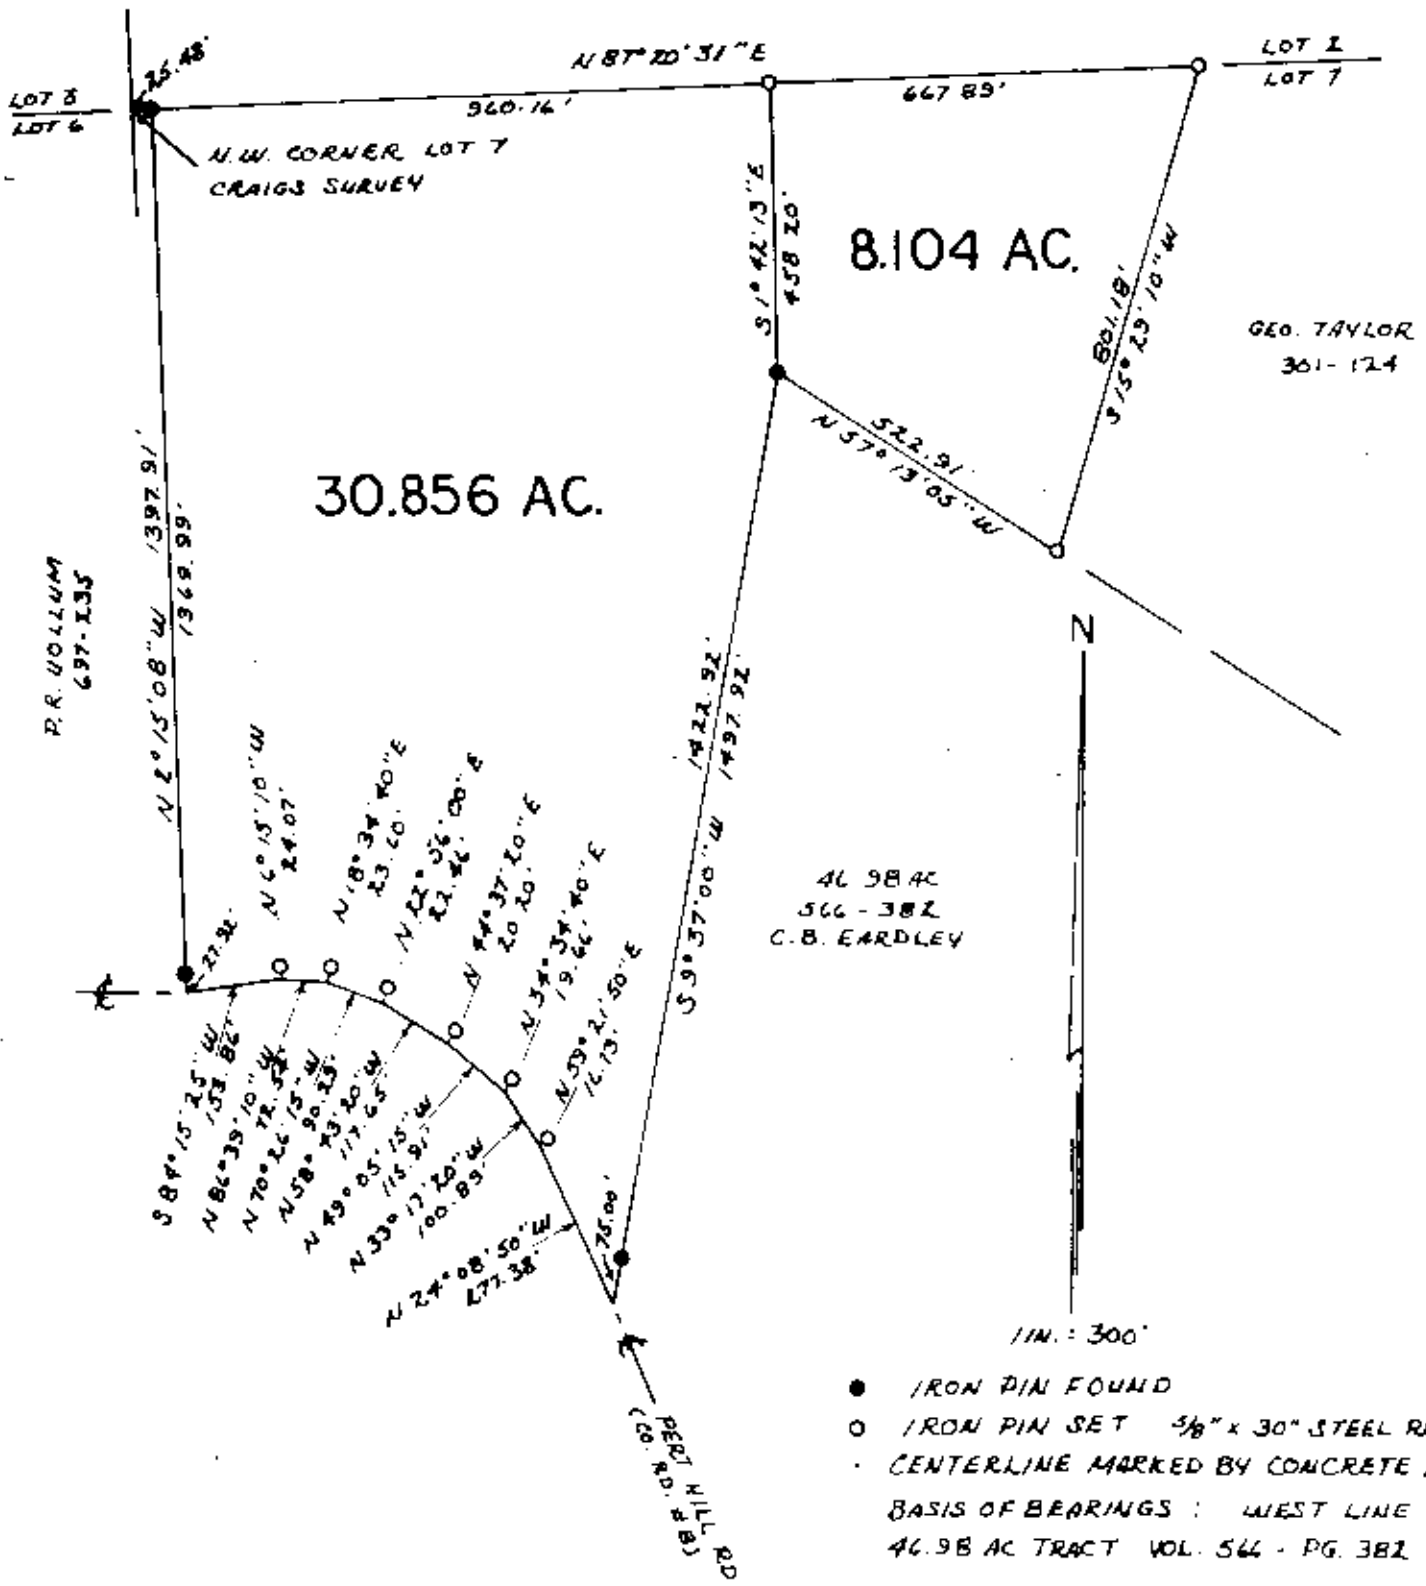 25.48'
N 87° 20' 31" E
LOT 2
LOT 7
LOT 3
LOT 6
960.16'
667.89'
N.W. CORNER LOT 7
CRAIGS SURVEY
S 1° 42' 13" E
458.20'
8.104 AC.
801.18'
S 15° 29' 10" W
GEO. TAYLOR
301-124
522.91'
N 57° 13' 05" W
30.856 AC.
N 2° 15' 08" W 1397.91'
1369.99'
P.R.
697-235
N
1422.92'
S 9° 37' 00" W 1497.92'
46.98 AC
566-382
C.B. EARDLEY
N 6° 15' 10" W
24.07'
N 18° 34' 40" E
23.60'
N 22° 56' 00" E
22.46'
N 44° 37' 20" E
20.20'
N 54° 34' 40" E
19.66'
N 59° 21' 50" E
16.13'
27.92'
S 84° 15' 25" W
153.86'
N 86° 39' 10" W
72.54'
N 70° 26' 15" W
90.25'
N 58° 43' 20" W
117.65'
N 49° 05' 15" W
115.91'
N 33° 17' 20" W
100.89'
N 24° 08' 50" W
277.38'
75.00'
PERT HILL RD
(CO. RD. #8)
1 IN. = 300'
IRON PIN FOUND
IRON PIN SET 5/8" x 30" STEEL
CENTERLINE MARKED BY CONCRETE
BASIS OF BEARINGS : WEST LINE
46.98 AC TRACT VOL. 566 - PG. 382